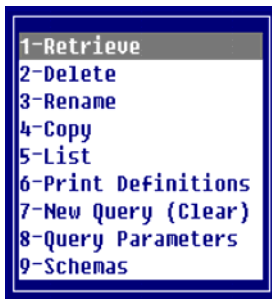 1-Retrieve
2-Delete
3-Rename
4-Copy
5-List
6-Print Definitions
7-New Query (Clear)
8-Query Parameters
9-Schemas